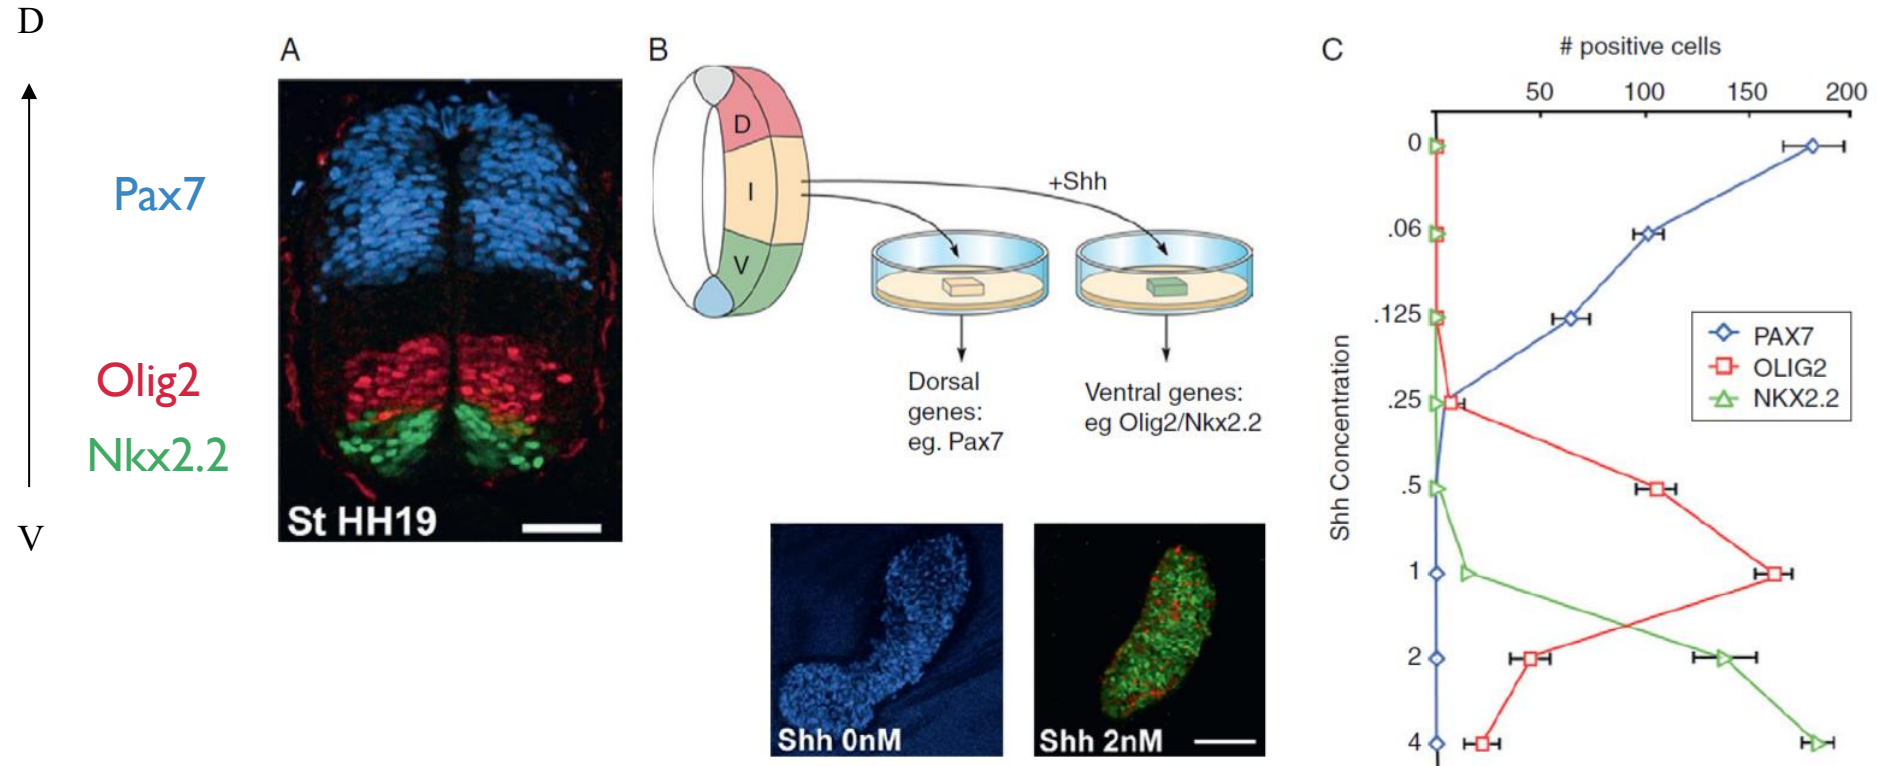 D
Pax7
Olig2
Nkx2.2
V
A
St HH19
B
D
I
V
+Shh
Dorsal
genes:
eg. Pax7
Ventral genes:
eg Olig2/Nkx2.2
Shh 0nM
Shh 2nM
C
# positive cells
50 100 150 200
Shh Concentration
0
.06
.125
.25
.5
1
2
4
PAX7
OLIG2
NKX2.2